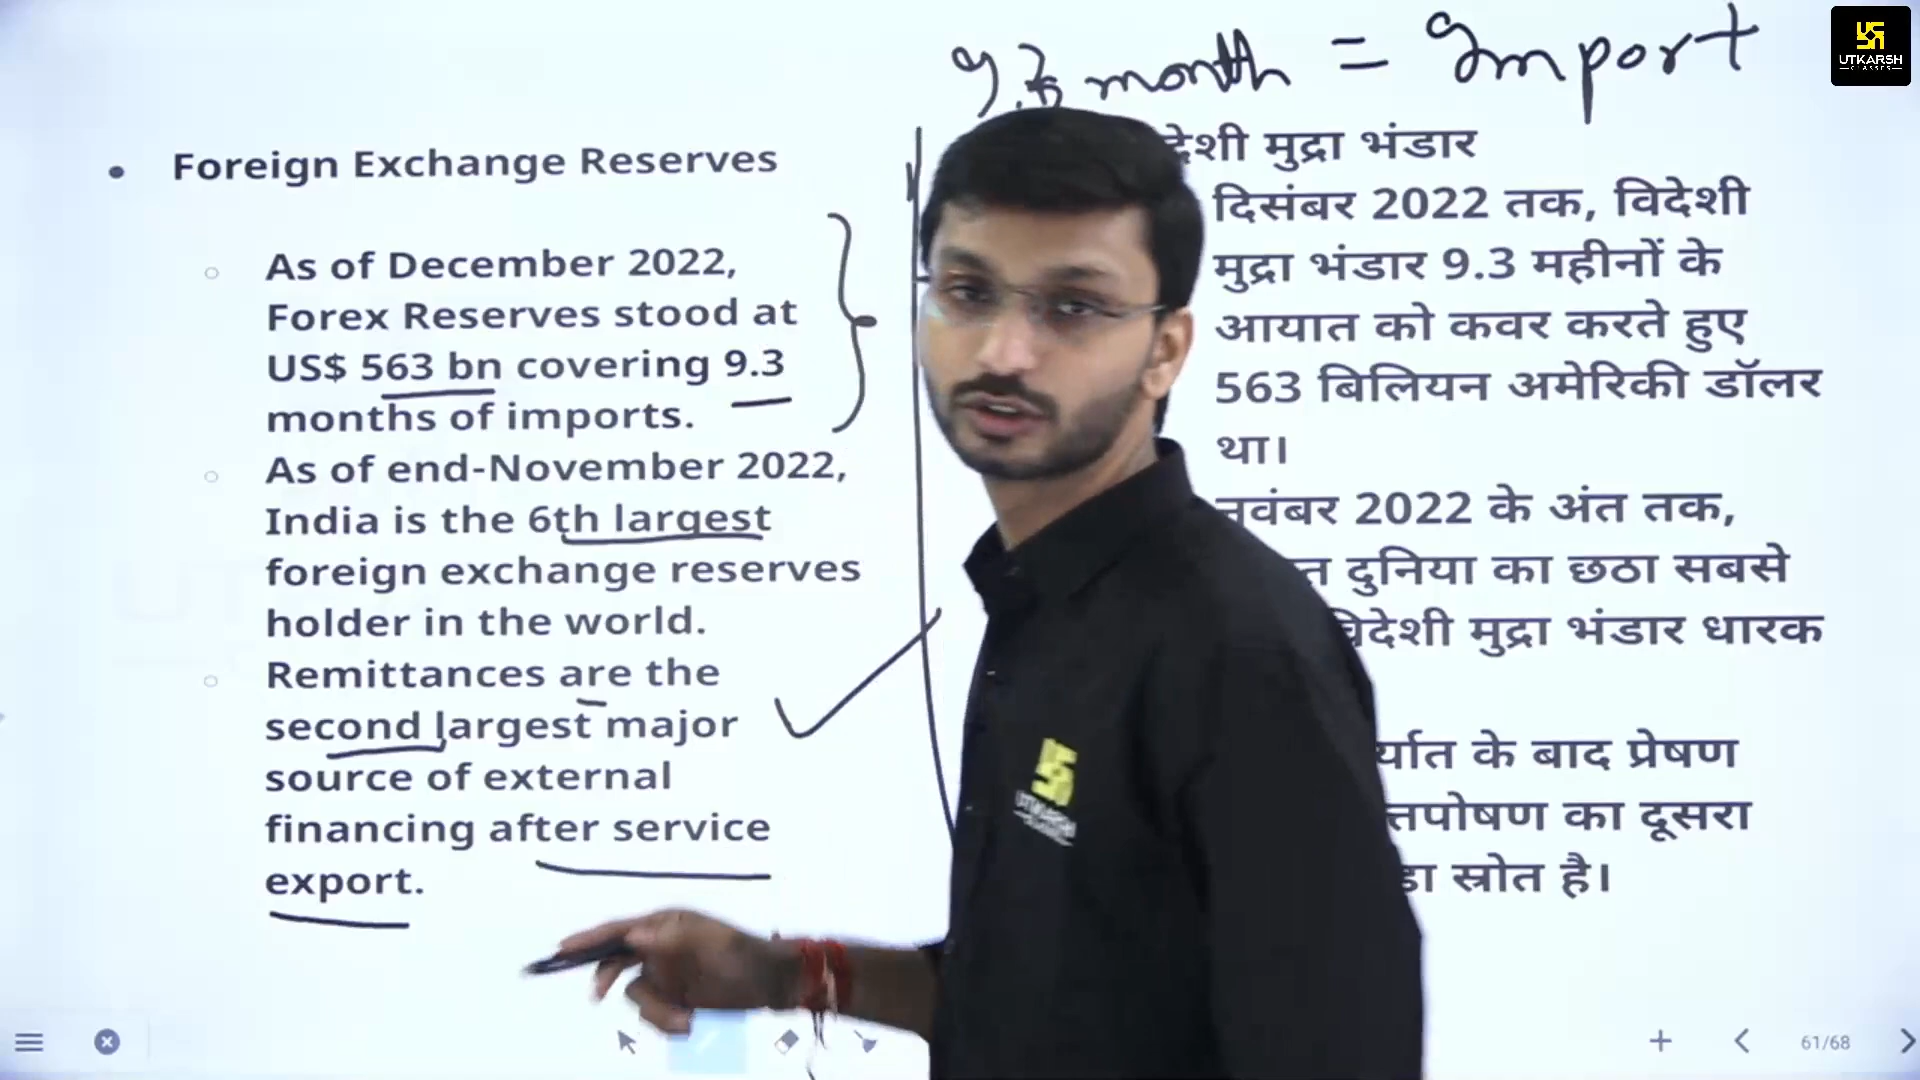 9.3 month = Import
UTKARSH
CLASSES
Foreign Exchange Reserves
As of December 2022,
Forex Reserves stood at
US$ 563 bn covering 9.3
months of imports.
As of end-November 2022,
India is the 6th largest
foreign exchange reserves
holder in the world.
Remittances are the
second largest major
source of external
financing after service
export.
मुद्रा भंडार
दिसंबर 2022 तक, विदेशी
मुद्रा भंडार 9.3 महीनों के
आयात को कवर करते हुए
563 बिलियन अमेरिकी डॉलर
था।
नवंबर 2022 के अंत तक,
दुनिया का छठा सबसे
विदेशी मुद्रा भंडार धारक
के बाद प्रेषण
का दूसरा
स्रोत है।
UTKARSH
61/68